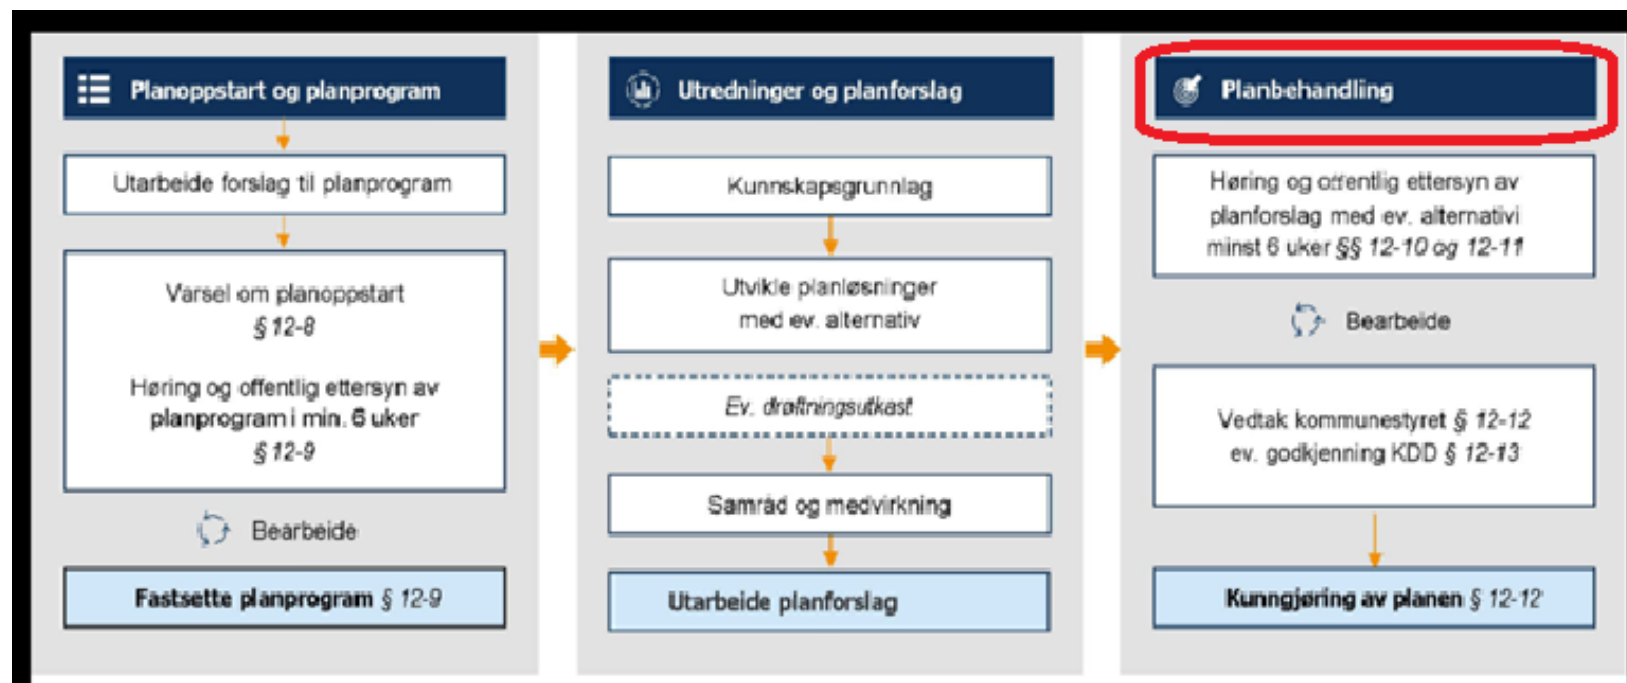 Planoppstart og planprogram
Utarbeide forslag til planprogram
Varsel om planoppstart
§ 12-8
Høring og offentlig ettersyn av
planprogram i min. 6 uker
§ 12-9
Bearbeide
Fastsette planprogram § 12-9
Utredninger og planforslag
Kunnskapsgrunnlag
Utvikle planløsninger
med ev. alternativ
Ev. drøftningsutkast
Samråd og medvirkning
Utarbeide planforslag
Planbehandling
Høring og offentlig ettersyn av
planforslag med ev. alternativ i
minst 6 uker §§ 12-10 og 12-11
Bearbeide
Vedtak kommunestyret § 12-12
ev. godkjenning KDD § 12-13
Kunngjøring av planen § 12-12